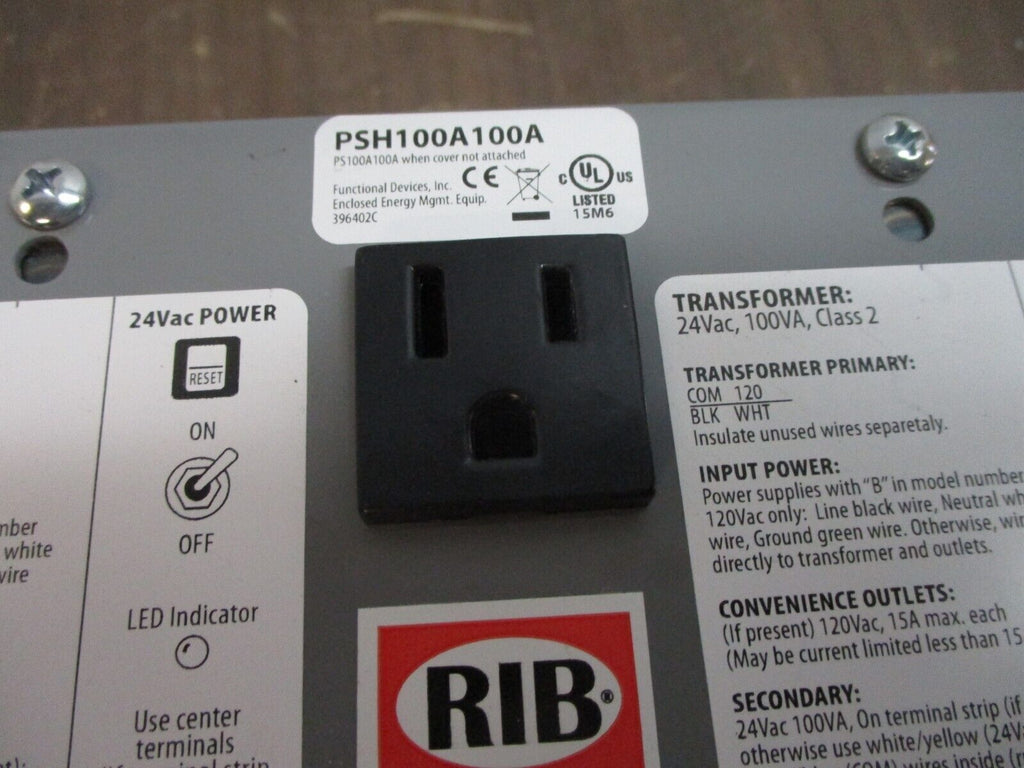 PSH100A100A
PS100A100A when cover not attached
Functional Devices, Inc.
Enclosed Energy Mgmt. Equip.
396402C
CE
C UL US
LISTED
15M6
white
24Vac POWER
RESET
ON
OFF
LED Indicator
Use center
terminals
RIB®
TRANSFORMER:
24Vac, 100VA, Class 2
TRANSFORMER PRIMARY:
COM 120
BLK WHT
Insulate unused wires separetaly.
INPUT POWER:
Power supplies with "B" in model number
120Vac only: Line black wire, Neutral
wire, Ground green wire. Otherwise,
directly to transformer and outlets.
CONVENIENCE OUTLETS:
(If present) 120Vac, 15A max. each
(May be current limited less than 15
SECONDARY:
24Vac 100VA, On terminal strip (if
otherwise use white/yellow
(COM) wires inside